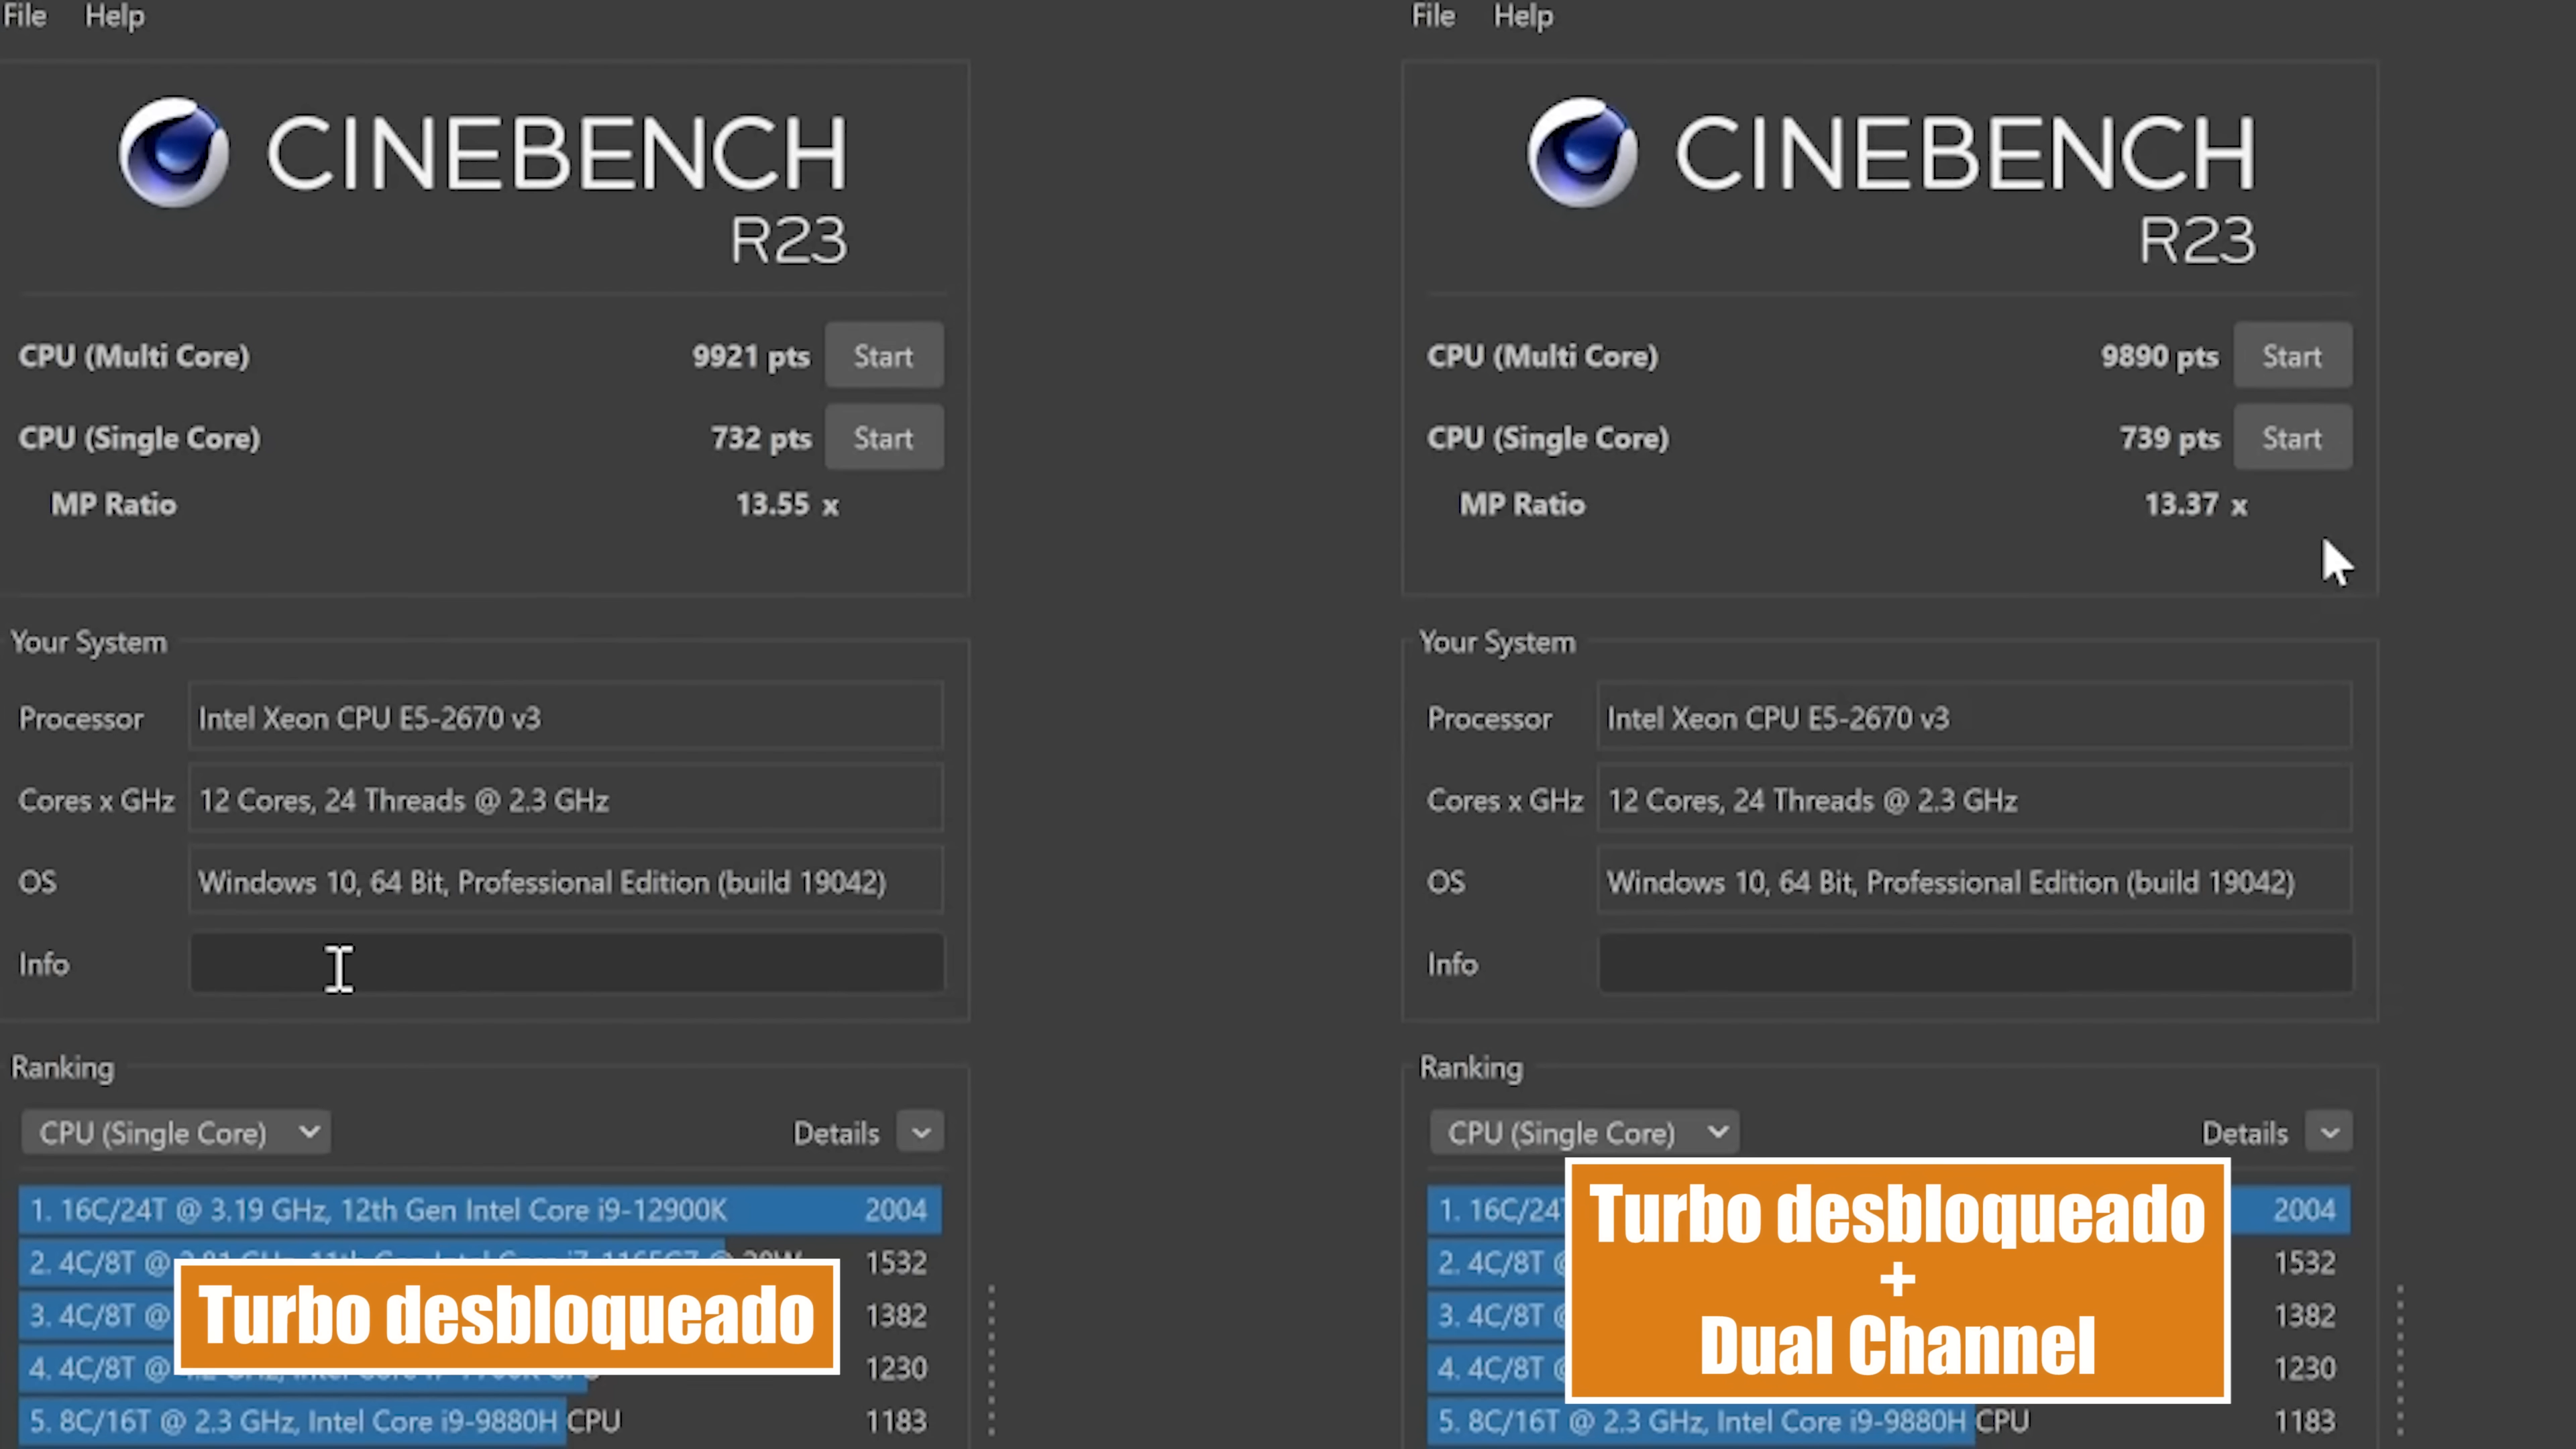 File Help
CINEBENCH
R23
CPU (Multi Core) 9921 pts Start
CPU (Single Core) 732 pts Start
MP Ratio 13.55 x
Your System
Processor Intel Xeon CPU E5-2670 v3
Cores x GHz 12 Cores, 24 Threads @ 2.3 GHz
OS Windows 10, 64 Bit, Professional Edition (build 19042)
Info
Ranking
CPU (Single Core) Details
1. 16C/24T @ 3.19 GHz, 12th Gen Intel Core i9-12900K 2004
2. 4C/8T @ 1532
3. 4C/8T @ 1382
4. 4C/8T @ 1230
5. 8C/16T @ 2.3 GHz, Intel Core i9-9880H CPU 1183
Turbo desbloqueado
File Help
CINEBENCH
R23
CPU (Multi Core) 9890 pts Start
CPU (Single Core) 739 pts Start
MP Ratio 13.37 x
Your System
Processor Intel Xeon CPU E5-2670 v3
Cores x GHz 12 Cores, 24 Threads @ 2.3 GHz
OS Windows 10, 64 Bit, Professional Edition (build 19042)
Info
Ranking
CPU (Single Core) Details
1. 16C/24T 2004
2. 4C/8T 1532
3. 4C/8T 1382
4. 4C/8T 1230
5. 8C/16T @ 2.3 GHz, Intel Core i9-9880H CPU 1183
Turbo desbloqueado
+
Dual Channel